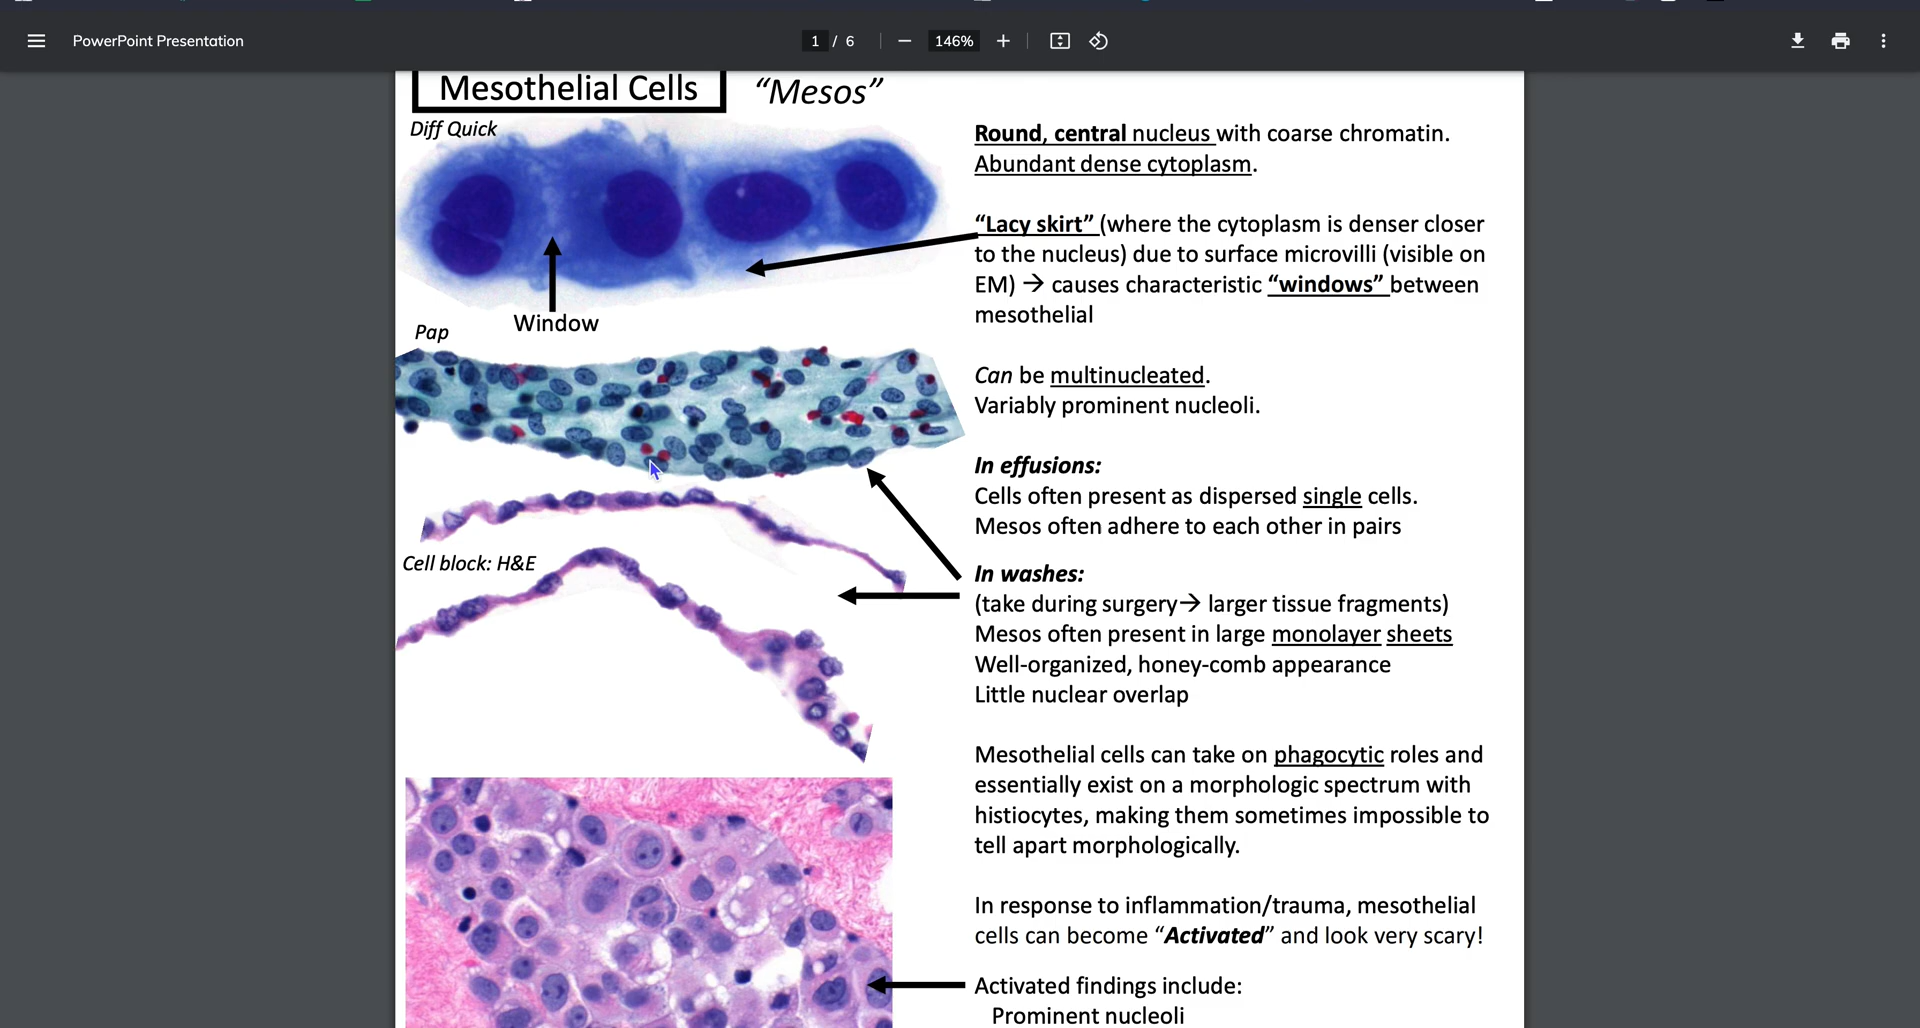 PowerPoint Presentation
1 / 6
146%
Mesothelial Cells
“Mesos”
Diff Quick
Window
Pap
Cell block: H&E
Round, central nucleus with coarse chromatin.
Abundant dense cytoplasm.
“Lacy skirt” (where the cytoplasm is denser closer
to the nucleus) due to surface microvilli (visible on
EM) → causes characteristic “windows” between
mesothelial
Can be multinucleated.
Variably prominent nucleoli.
In effusions:
Cells often present as dispersed single cells.
Mesos often adhere to each other in pairs
In washes:
(take during surgery→ larger tissue fragments)
Mesos often present in large monolayer sheets
Well-organized, honey-comb appearance
Little nuclear overlap
Mesothelial cells can take on phagocytic roles and
essentially exist on a morphologic spectrum with
histiocytes, making them sometimes impossible to
tell apart morphologically.
In response to inflammation/trauma, mesothelial
cells can become “Activated” and look very scary!
Activated findings include:
Prominent nucleoli